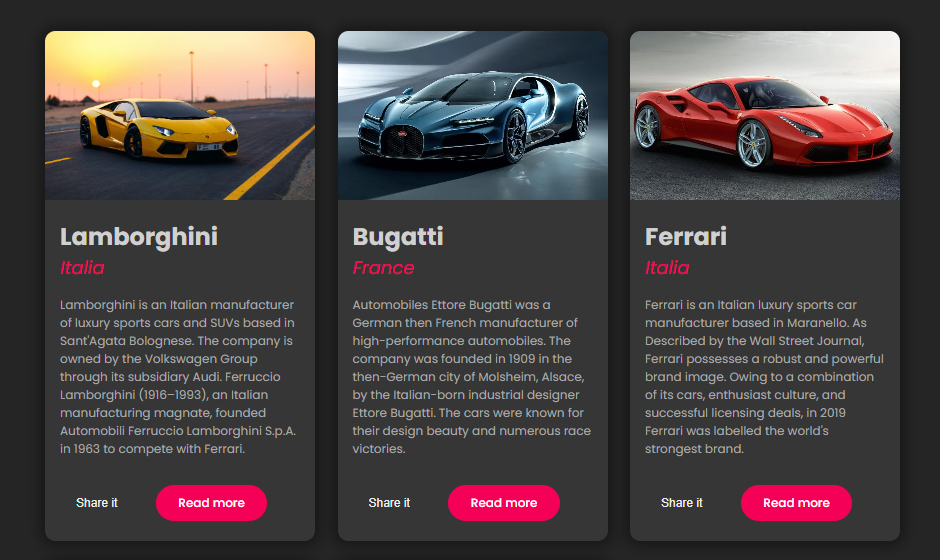 Lamborghini
Italia
Lamborghini is an Italian manufacturer
of luxury sports cars and SUVs based in
Sant'Agata Bolognese. The company is
owned by the Volkswagen Group
through its subsidiary Audi. Ferruccio
Lamborghini (1916–1993), an Italian
manufacturing magnate, founded
Automobili Ferruccio Lamborghini S.p.A.
in 1963 to compete with Ferrari.
Share it
Read more
Bugatti
France
Automobiles Ettore Bugatti was a
German then French manufacturer of
high-performance automobiles. The
company was founded in 1909 in the
then-German city of Molsheim, Alsace,
by the Italian-born industrial designer
Ettore Bugatti. The cars were known for
their design beauty and numerous race
victories.
Share it
Read more
Ferrari
Italia
Ferrari is an Italian luxury sports car
manufacturer based in Maranello. As
Described by the Wall Street Journal,
Ferrari possesses a robust and powerful
brand image. Owing to a combination
of its cars, enthusiast culture, and
successful licensing deals, in 2019
Ferrari was labelled the world's
strongest brand.
Share it
Read more